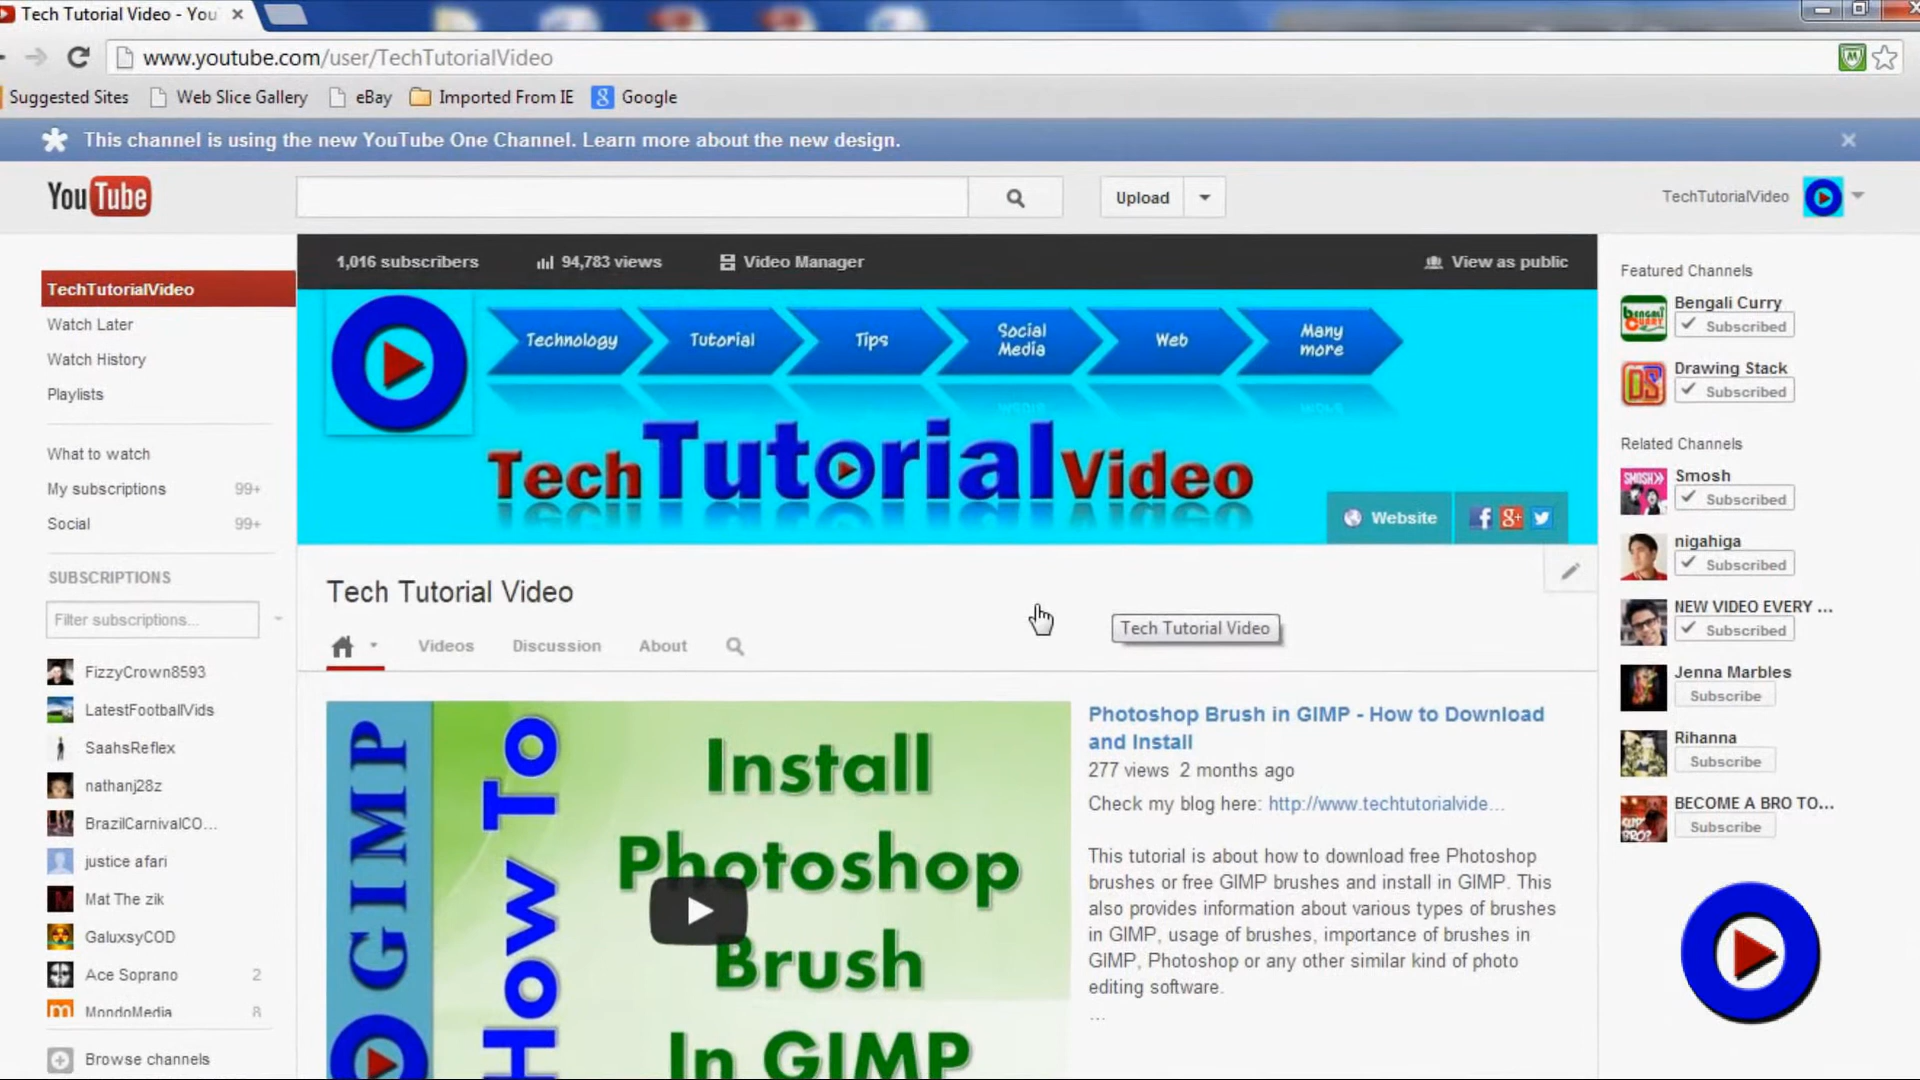 Tech Tutorial Video - You
www.youtube.com/user/TechTutorialVideo
Suggested Sites
Web Slice Gallery
eBay
Imported From IE
Google
This channel is using the new YouTube One Channel. Learn more about the new design.
YouTube
Upload
TechTutorialVideo
1,016 subscribers
94,783 views
Video Manager
View as public
TechTutorialVideo
Watch Later
Watch History
Playlists
What to watch
My subscriptions 99+
Social 99+
SUBSCRIPTIONS
Filter subscriptions...
FizzyCrown8593
LatestFootballVids
SaahsReflex
nathanj28z
BrazilCarnivalCO...
justice afari
Mat The zik
GaluxsyCOD
Ace Soprano 2
MondoMedia 8
Browse channels
Technology
Tutorial
Tips
Social
Media
Web
Many
more
TechTutorialVideo
Website
Tech Tutorial Video
Tech Tutorial Video
Videos
Discussion
About
GIMP
How To
Install
Photoshop
Brush
In GIMP
Photoshop Brush in GIMP - How to Download
and Install
277 views 2 months ago
Check my blog here: http://www.techtutorialvide...
This tutorial is about how to download free Photoshop
brushes or free GIMP brushes and install in GIMP. This
also provides information about various types of brushes
in GIMP, usage of brushes, importance of brushes in
GIMP, Photoshop or any other similar kind of photo
editing software.
...
Featured Channels
Bengali Curry
Subscribed
Drawing Stack
Subscribed
Related Channels
Smosh
Subscribed
nigahiga
Subscribed
NEW VIDEO EVERY ...
Subscribed
Jenna Marbles
Subscribe
Rihanna
Subscribe
BECOME A BRO TO...
Subscribe